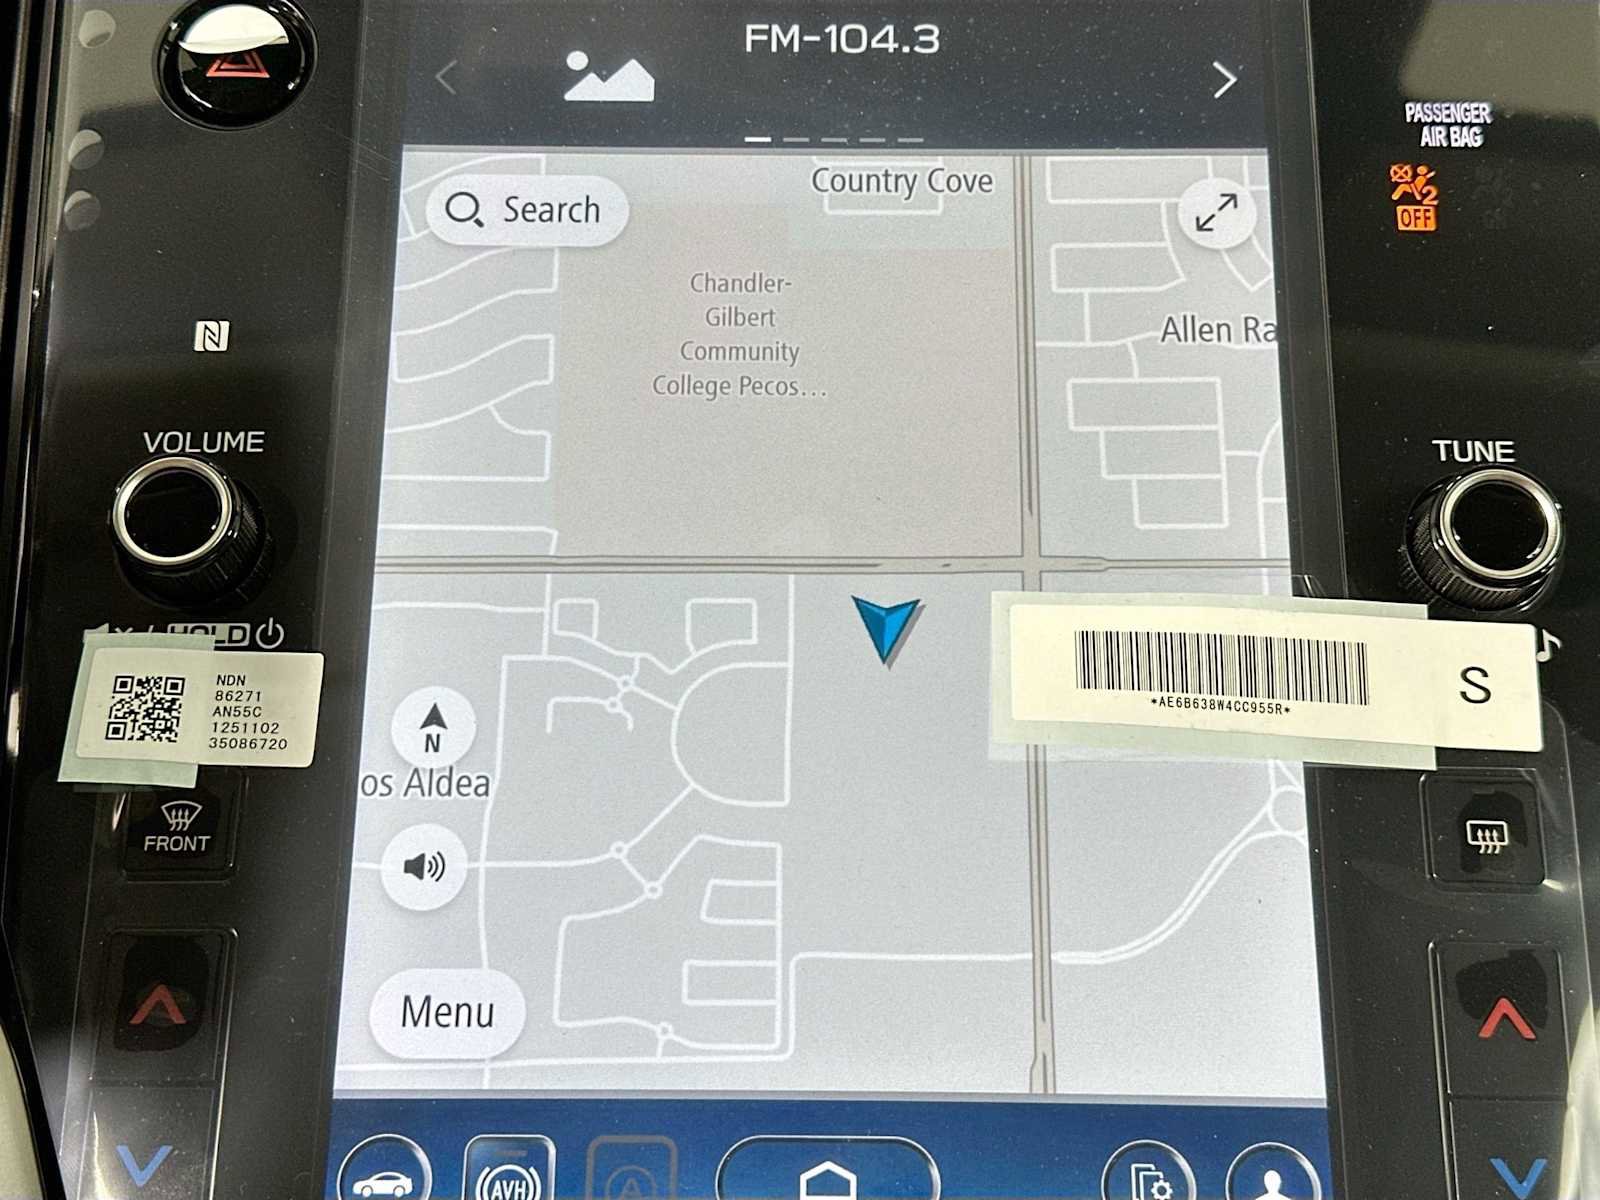 FM-104.3
PASSENGER
AIR BAG
2
OFF
Search
Country Cove
Chandler-
Gilbert
Community
College Pecos...
Allen Ra
VOLUME
TUNE
HOLD
NDN
86271
AN55C
1251102
35086720
*AE6B638W4CC955R*
S
N
os Aldea
FRONT
Menu
AVH
A